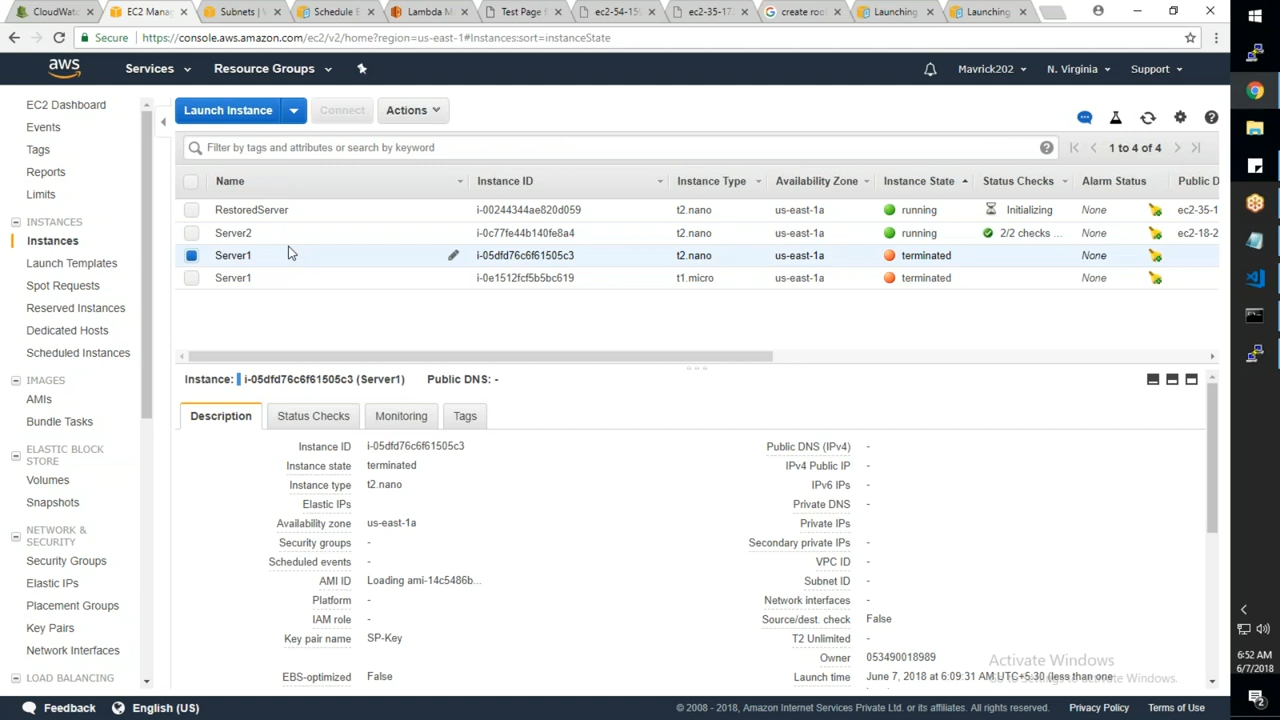 CloudWatc
EC2 Manag
Subnets | V
Schedule E
Lambda M
Test Page f
ec2-54-15
ec2-35-17
create roo
Launching
Launching
Secure
https://console.aws.amazon.com/ec2/v2/home?region=us-east-1#Instances:sort=instanceState
aws
Services
Resource Groups
Mavrick202
N. Virginia
Support
EC2 Dashboard
Events
Tags
Reports
Limits
INSTANCES
Instances
Launch Templates
Spot Requests
Reserved Instances
Dedicated Hosts
Scheduled Instances
IMAGES
AMIs
Bundle Tasks
ELASTIC BLOCK
STORE
Volumes
Snapshots
NETWORK &
SECURITY
Security Groups
Elastic IPs
Placement Groups
Key Pairs
Network Interfaces
LOAD BALANCING
Launch Instance
Connect
Actions
Filter by tags and attributes or search by keyword
1 to 4 of 4
Name Instance ID Instance Type Availability Zone Instance State Status Checks Alarm Status Public D
RestoredServer i-00244344ae820d059 t2.nano us-east-1a running Initializing None ec2-35-1
Server2 i-0c77fe44b140fe8a4 t2.nano us-east-1a running 2/2 checks ... None ec2-18-2
Server1 i-05dfd76c6f61505c3 t2.nano us-east-1a terminated None
Server1 i-0e1512fcf5b5bc619 t1.micro us-east-1a terminated None
Instance: i-05dfd76c6f61505c3 (Server1) Public DNS: -
Description
Status Checks
Monitoring
Tags
Instance ID i-05dfd76c6f61505c3
Instance state terminated
Instance type t2.nano
Elastic IPs
Availability zone us-east-1a
Security groups -
Scheduled events -
AMI ID Loading ami-14c5486b...
Platform -
IAM role -
Key pair name SP-Key
EBS-optimized False
Public DNS (IPv4) -
IPv4 Public IP -
IPv6 IPs -
Private DNS -
Private IPs -
Secondary private IPs -
VPC ID -
Subnet ID -
Network interfaces -
Source/dest. check False
T2 Unlimited -
Owner 053490018989
Launch time June 7, 2018 at 6:09:31 AM UTC+5:30 (less than one
Activate Windows
Go to Settings to activate Windows.
6:52 AM
6/7/2018
2
Feedback
English (US)
© 2008 - 2018, Amazon Internet Services Private Ltd. or its affiliates. All rights reserved.
Privacy Policy
Terms of Use